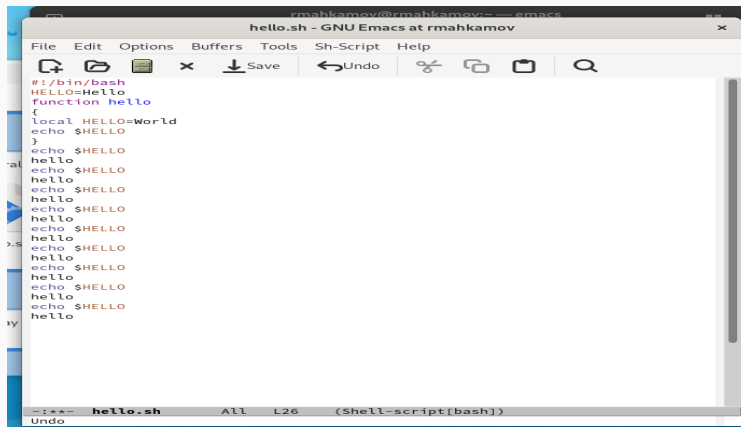 rmahkamov@rmahkamov:~ — emacs
hello.sh - GNU Emacs at rmahkamov ×
File Edit Options Buffers Tools Sh-Script Help
Save Undo
#!/bin/bash
HELLO=Hello
function hello
{
local HELLO=World
echo $HELLO
}
echo $HELLO
hello
echo $HELLO
hello
echo $HELLO
hello
echo $HELLO
hello
echo $HELLO
hello
echo $HELLO
hello
echo $HELLO
hello
echo $HELLO
hello
echo $HELLO
hello
-:**- hello.sh All L26 (Shell-script[bash])
Undo